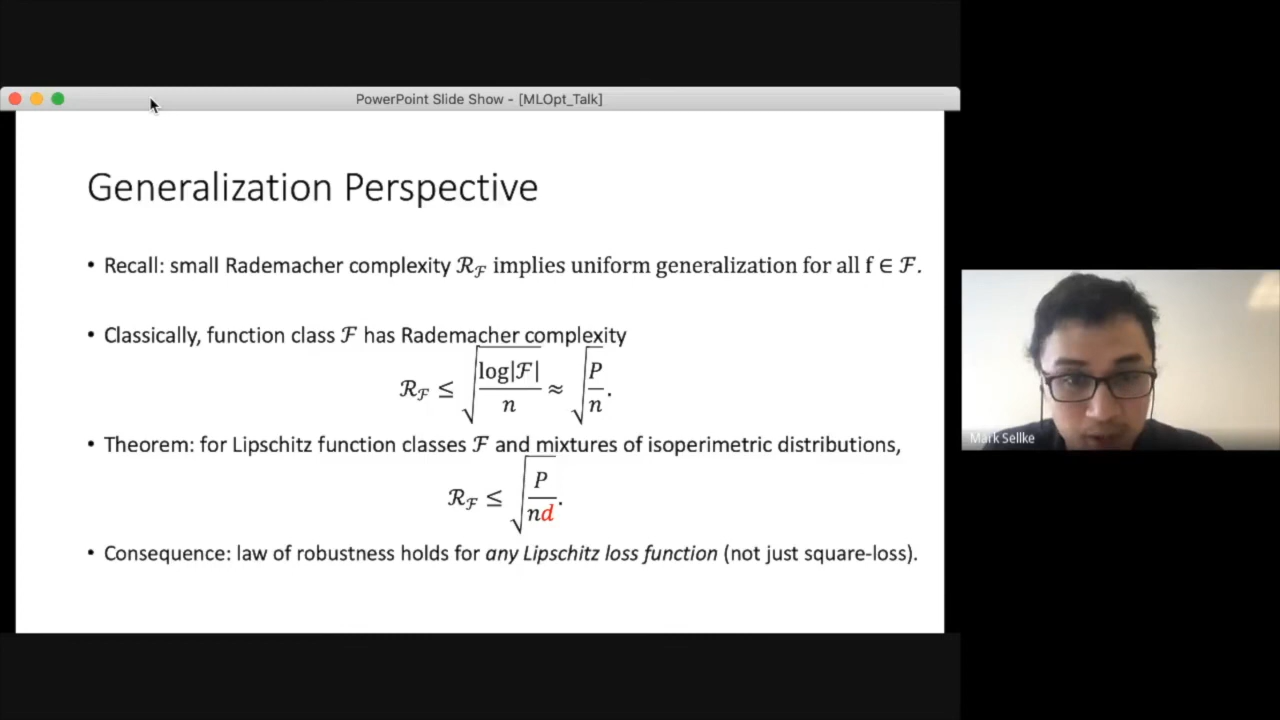 PowerPoint Slide Show - [MLOpt_Talk]
Generalization Perspective
• Recall: small Rademacher complexity ℛ_ℱ implies uniform generalization for all f ∈ ℱ.
• Classically, function class ℱ has Rademacher complexity
ℛ_ℱ ≤ √(log|ℱ|/n) ≈ √(P/n).
• Theorem: for Lipschitz function classes ℱ and mixtures of isoperimetric distributions,
ℛ_ℱ ≤ √(P/nd).
• Consequence: law of robustness holds for any Lipschitz loss function (not just square-loss).
Mark Sellke